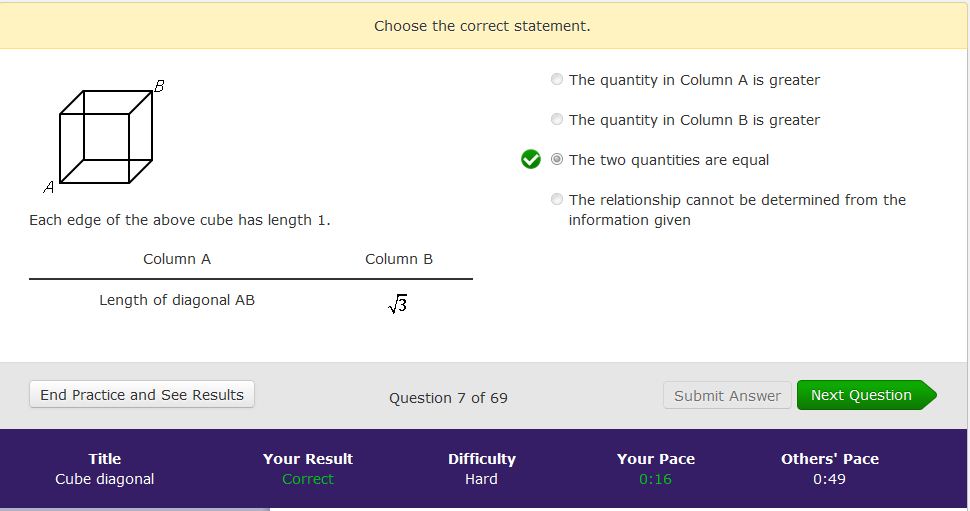 Choose the correct statement.
B
A
Each edge of the above cube has length 1.
Column A Column B
Length of diagonal AB √3
The quantity in Column A is greater
The quantity in Column B is greater
The two quantities are equal
The relationship cannot be determined from the
information given
End Practice and See Results Question 7 of 69 Submit Answer Next Question
Title Your Result Difficulty Your Pace Others' Pace
Cube diagonal Correct Hard 0:16 0:49